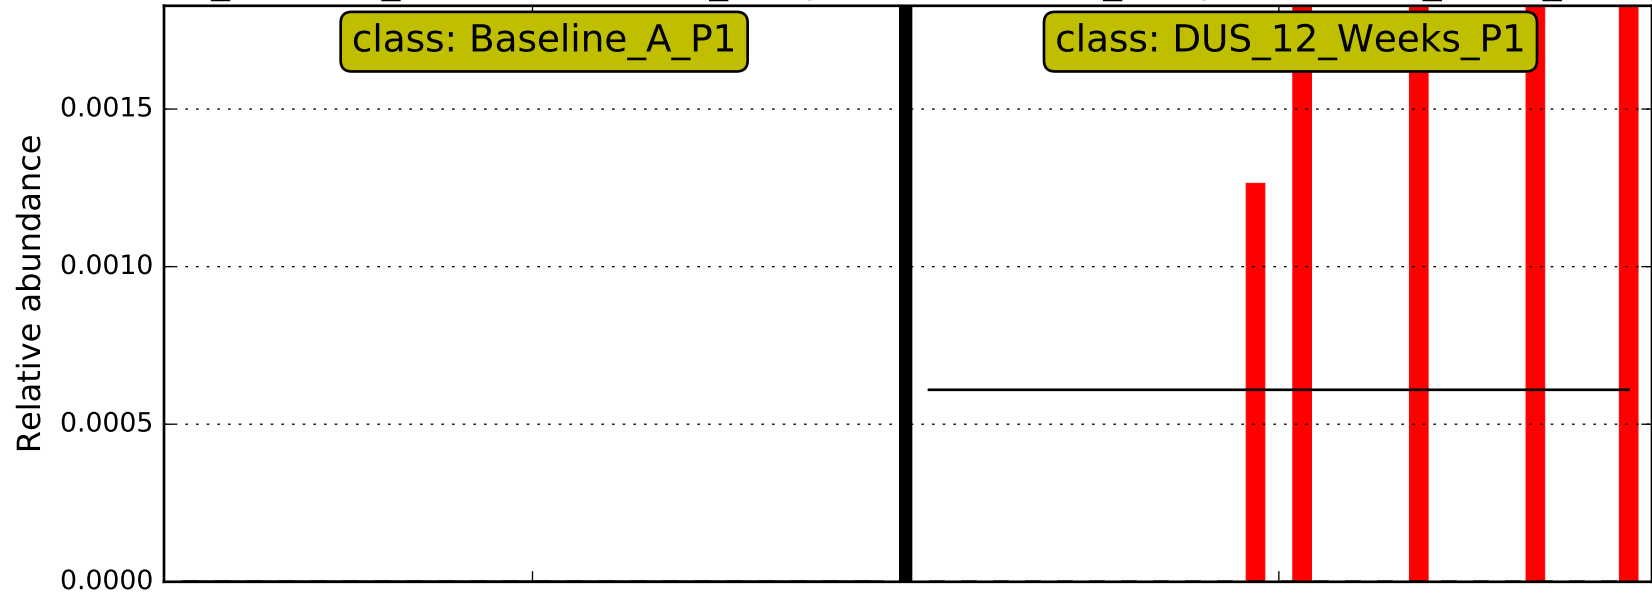 class: Baseline_A_P1
class: DUS_12_Weeks_P1
0.0015
0.0010
0.0005
0.0000
Relative abundance